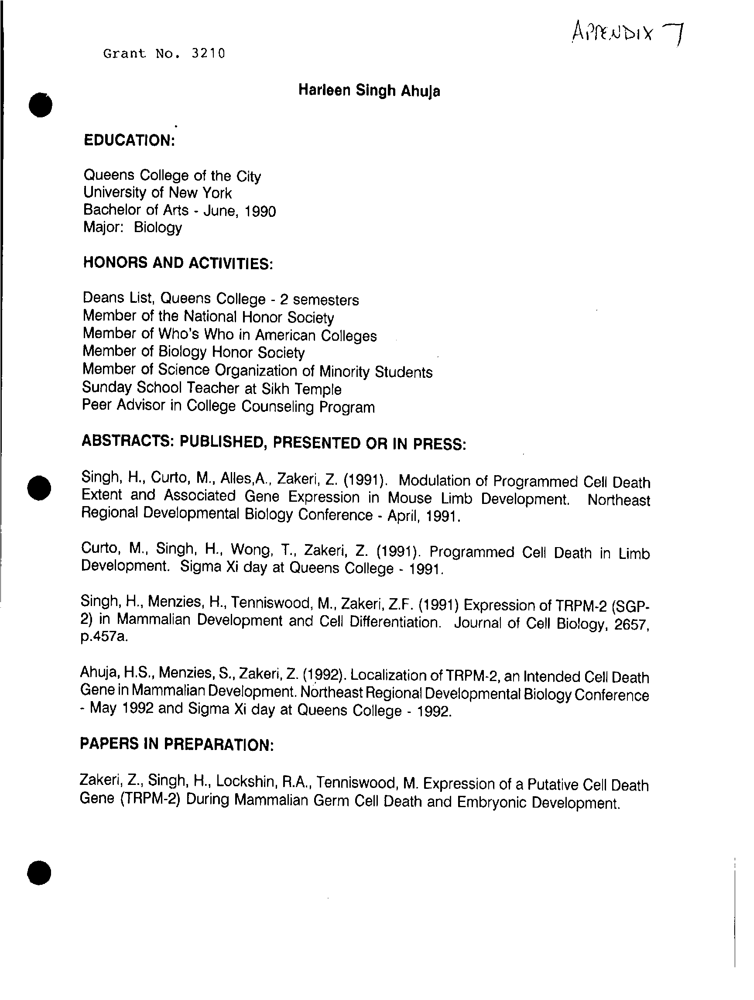 APPENDIX 7
Grant No. 3210
Harleen Singh Ahuja
EDUCATION:
Queens College of the City
University of New York
Bachelor of Arts - June, 1990
Major: Biology
HONORS AND ACTIVITIES:
Deans List, Queens College - 2 semesters
Member of the National Honor Society
Member of Who's Who in American Colleges
Member of Biology Honor Society
Member of Science Organization of Minority Students
Sunday School Teacher at Sikh Temple
Peer Advisor in College Counseling Program
ABSTRACTS: PUBLISHED, PRESENTED OR IN PRESS:
Singh, H., Curto, M., Alles,A., Zakeri, Z. (1991). Modulation of Programmed Cell Death
Extent and Associated Gene Expression in Mouse Limb Development. Northeast
Regional Developmental Biology Conference - April, 1991.
Curto, M., Singh, H., Wong, T., Zakeri, Z. (1991). Programmed Cell Death in Limb
Development. Sigma Xi day at Queens College - 1991.
Singh, H., Menzies, H., Tenniswood, M., Zakeri, Z.F. (1991) Expression of TRPM-2 (SGP-
2) in Mammalian Development and Cell Differentiation. Journal of Cell Biology, 2657,
p.457a.
Ahuja, H.S., Menzies, S., Zakeri, Z. (1992). Localization of TRPM-2, an Intended Cell Death
Gene in Mammalian Development. Northeast Regional Developmental Biology Conference
- May 1992 and Sigma Xi day at Queens College - 1992.
PAPERS IN PREPARATION:
Zakeri, Z., Singh, H., Lockshin, R.A., Tenniswood, M. Expression of a Putative Cell Death
Gene (TRPM-2) During Mammalian Germ Cell Death and Embryonic Development.